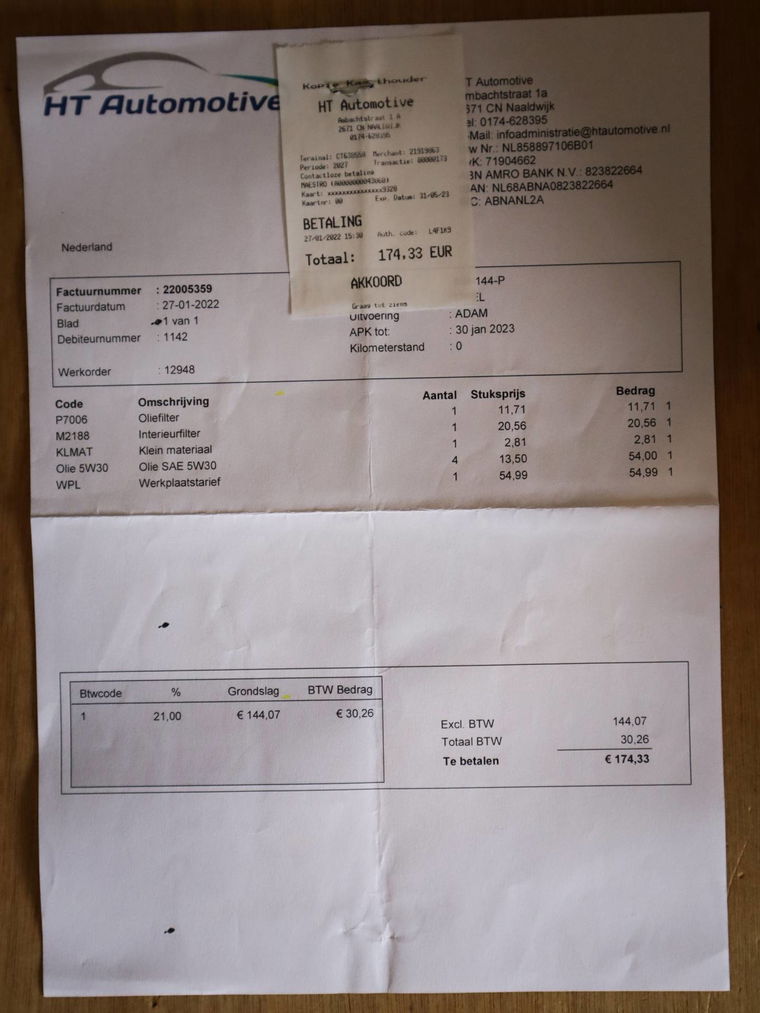 HT Automotive
Kopie Kaarthouder
HT Automotive
Ambachtstraat 1 A
2671 CN NAALDWIJK
0174-628395
Terminal: CT638558 Merchant: 21919863
Periode: 2027 Transactie: 00000173
Contactloze betaling
MAESTRO (A0000000043060)
Kaart: xxxxxxxxxxxxxxx9328
Kaartnr: 00 Exp. Datum: 31/05/23
BETALING
27/01/2022 15:30 Auth. code: L4F1K9
Totaal: 174,33 EUR
AKKOORD
Graag tot ziens
T Automotive
mbachtstraat 1a
671 CN Naaldwijk
el: 0174-628395
Mail: infoadministratie@htautomotive.nl
w Nr.: NL858897106B01
K: 71904662
BN AMRO BANK N.V.: 823822664
AN: NL68ABNA0823822664
C: ABNANL2A
Nederland
Factuurnummer : 22005359
Factuurdatum : 27-01-2022
Blad 1 van 1
Debiteurnummer : 1142
Werkorder : 12948
144-P
EL
Uitvoering : ADAM
APK tot: : 30 jan 2023
Kilometerstand : 0
Code Omschrijving Aantal Stuksprijs Bedrag
P7006 Oliefilter 1 11,71 11,71 1
M2188 Interieurfilter 1 20,56 20,56 1
KLMAT Klein materiaal 1 2,81 2,81 1
Olie 5W30 Olie SAE 5W30 4 13,50 54,00 1
WPL Werkplaatstarief 1 54,99 54,99 1
Btwcode % Grondslag BTW Bedrag
1 21,00 € 144,07 € 30,26
Excl. BTW 144,07
Totaal BTW 30,26
Te betalen € 174,33